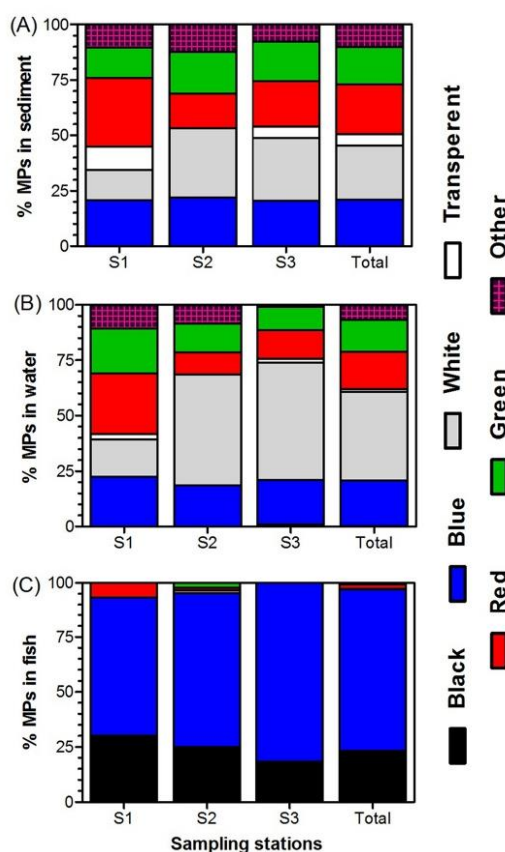 (A)
% MPs in sediment
100
75
50
25
0
S1 S2 S3 Total
(B)
% MPs in water
100
75
50
25
0
S1 S2 S3 Total
(C)
% MPs in fish
100
75
50
25
0
S1 S2 S3 Total
Sampling stations
Black Blue White Transperent
Red Green Other